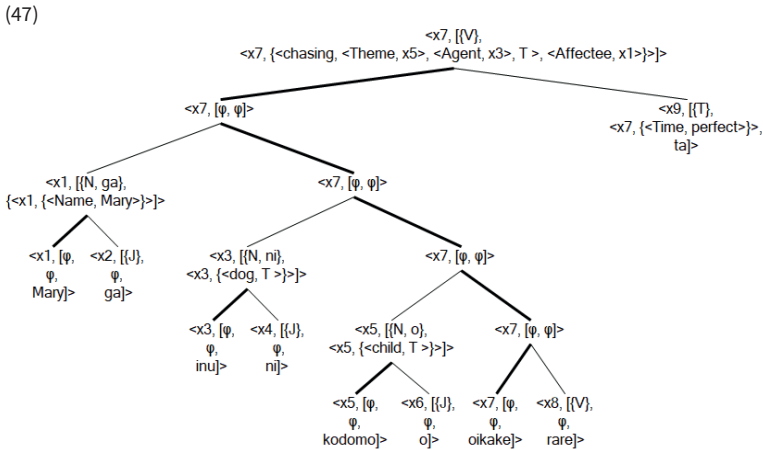 (47)
<x7, [{V},
<x7, {<chasing, <Theme, x5>, <Agent, x3>, T >, <Affectee, x1>}>]>
<x7, [φ, φ]>
<x9, [{T},
<x7, {<Time, perfect>}>,
ta]>
<x1, [{N, ga},
{<x1, {<Name, Mary>}>]>
<x7, [φ, φ]>
<x1, [φ,
φ,
Mary]>
<x2, [{J},
φ,
ga]>
<x3, [{N, ni},
<x3, {<dog, T >}>]>
<x7, [φ, φ]>
<x3, [φ,
φ,
inu]>
<x4, [{J},
φ,
ni]>
<x5, [{N, o},
<x5, {<child, T >}>]>
<x7, [φ, φ]>
<x5, [φ,
φ,
kodomo]>
<x6, [{J},
φ,
o]>
<x7, [φ,
φ,
oikake]>
<x8, [{V},
φ,
rare]>